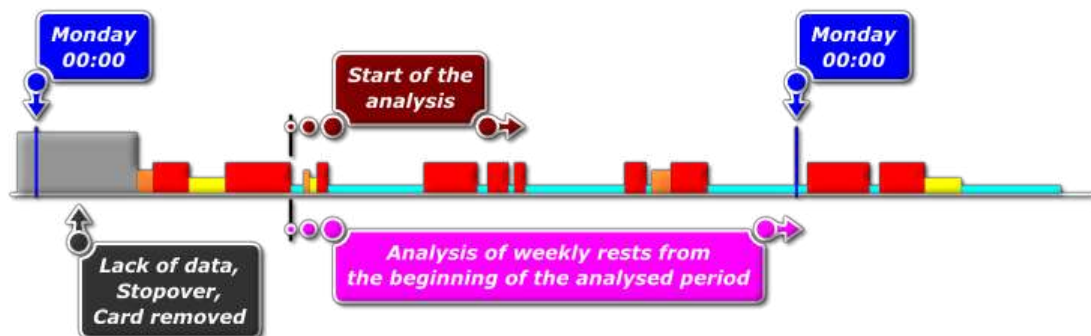 Monday
00:00
Start of the
analysis
Monday
00:00
Lack of data,
Stopover,
Card removed
Analysis of weekly rests from
the beginning of the analysed period